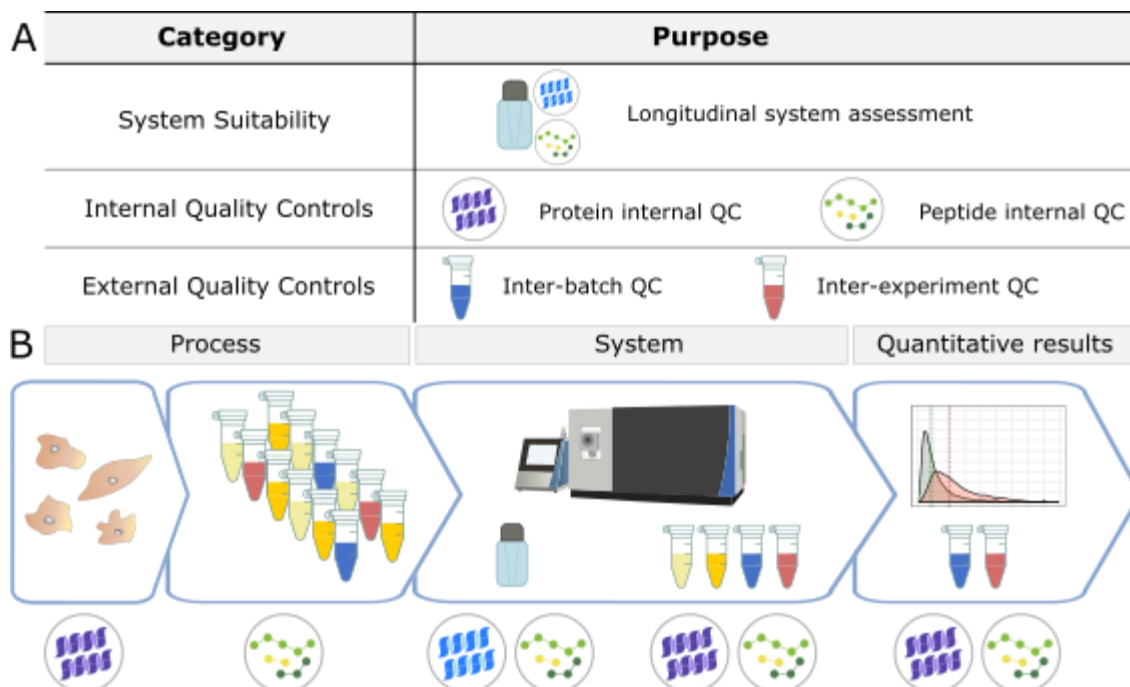 A
Category
Purpose
System Suitability
Longitudinal system assessment
Internal Quality Controls
Protein internal QC
Peptide internal QC
External Quality Controls
Inter-batch QC
Inter-experiment QC
B
Process
System
Quantitative results